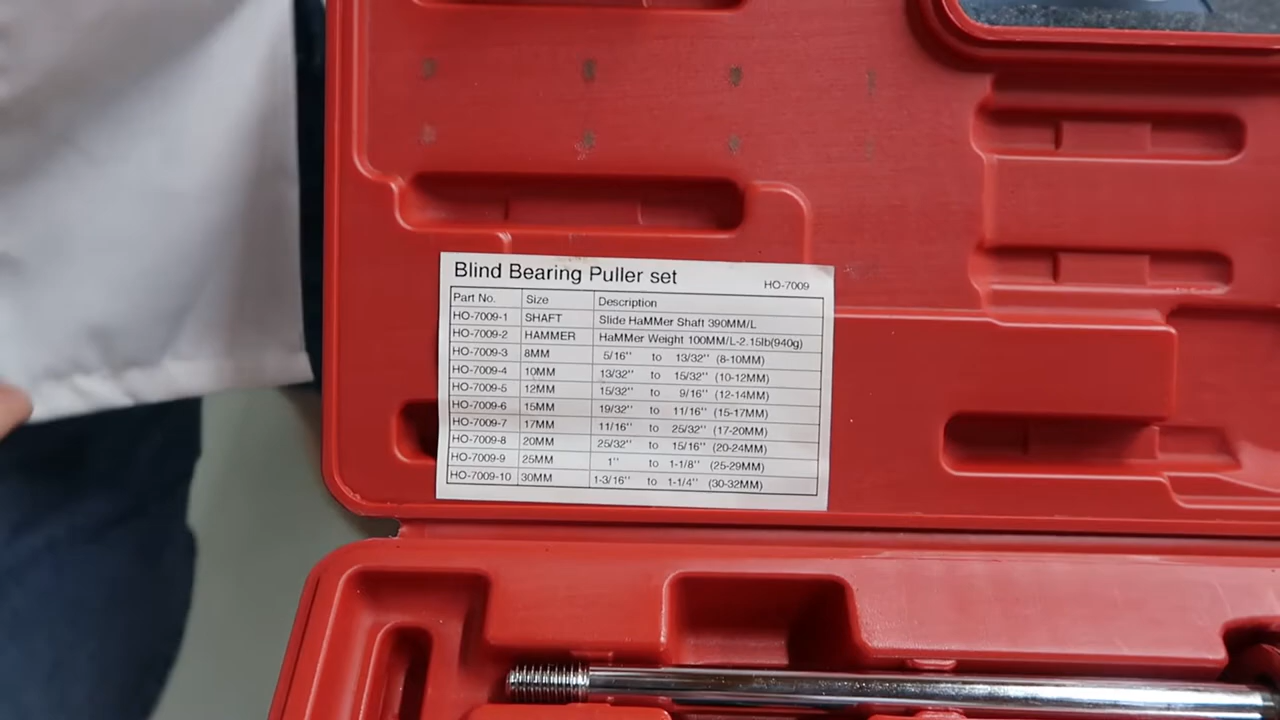 Blind Bearing Puller set HO-7009
Part No. Size Description
HO-7009-1 SHAFT Slide HaMMer Shaft 390MM/L
HO-7009-2 HAMMER HaMMer Weight 100MM/L-2.15lb(940g)
HO-7009-3 8MM 5/16'' to 13/32'' (8-10MM)
HO-7009-4 10MM 13/32'' to 15/32'' (10-12MM)
HO-7009-5 12MM 15/32'' to 9/16'' (12-14MM)
HO-7009-6 15MM 19/32'' to 11/16'' (15-17MM)
HO-7009-7 17MM 11/16'' to 25/32'' (17-20MM)
HO-7009-8 20MM 25/32'' to 15/16'' (20-24MM)
HO-7009-9 25MM 1'' to 1-1/8'' (25-29MM)
HO-7009-10 30MM 1-3/16'' to 1-1/4'' (30-32MM)